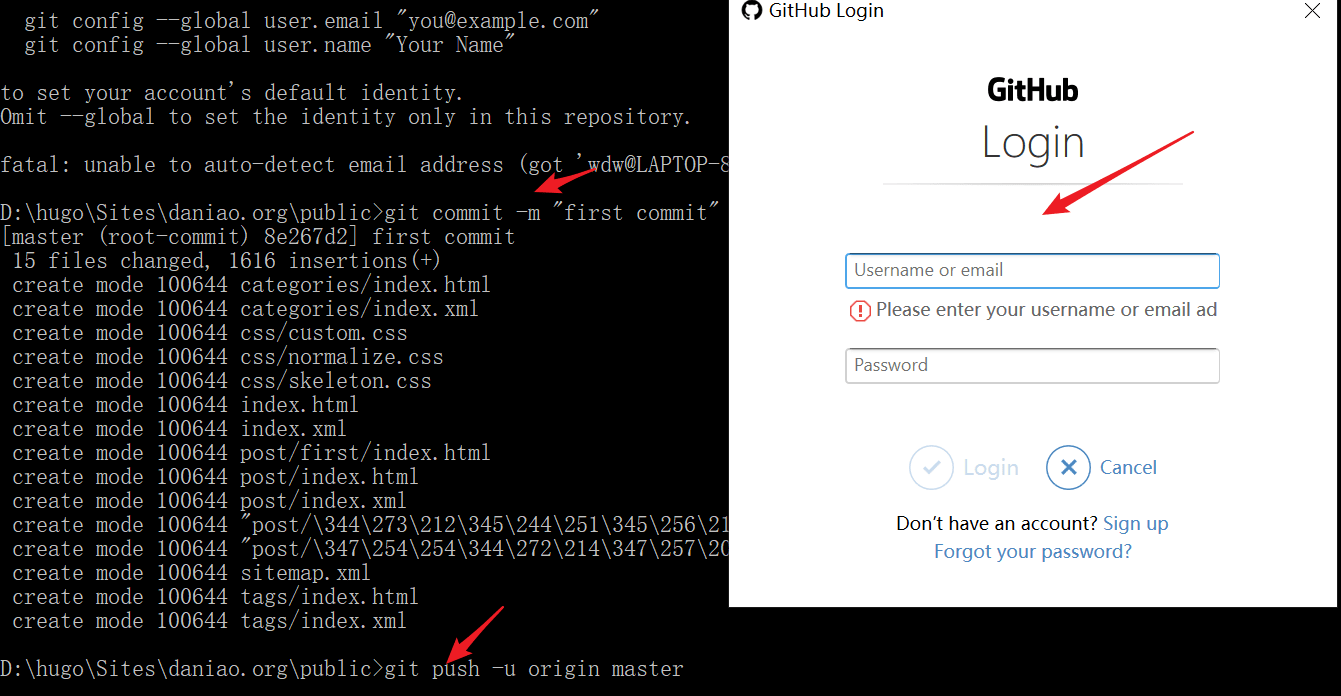 git config --global user.email "you@example.com"
git config --global user.name "Your Name"
to set your account's default identity.
Omit --global to set the identity only in this repository.
fatal: unable to auto-detect email address (got 'wdw@LAPTOP-8
D:\hugo\Sites\daniao.org\public>git commit -m "first commit"
[master (root-commit) 8e267d2] first commit
15 files changed, 1616 insertions(+)
create mode 100644 categories/index.html
create mode 100644 categories/index.xml
create mode 100644 css/custom.css
create mode 100644 css/normalize.css
create mode 100644 css/skeleton.css
create mode 100644 index.html
create mode 100644 index.xml
create mode 100644 post/first/index.html
create mode 100644 post/index.html
create mode 100644 post/index.xml
create mode 100644 "post/\344\273\212\345\244\251\345\256\21
create mode 100644 "post/\347\254\254\344\272\214\347\257\20
create mode 100644 sitemap.xml
create mode 100644 tags/index.html
create mode 100644 tags/index.xml
D:\hugo\Sites\daniao.org\public>git push -u origin master
GitHub Login
GitHub
Login
Username or email
Please enter your username or email ad
Password
Login
Cancel
Don't have an account? Sign up
Forgot your password?